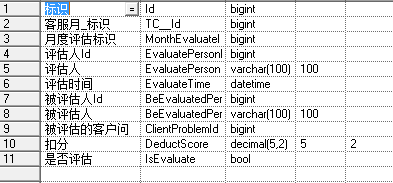 1 标识 = Id bigint
2 客服月_标识 TC__Id bigint
3 月度评估标识 MonthEvaluateI bigint
4 评估人Id EvaluatePersonI bigint
5 评估人 EvaluatePerson varchar(100) 100
6 评估时间 EvaluateTime datetime
7 被评估人Id BeEvaluatedPer bigint
8 被评估人 BeEvaluatedPer varchar(100) 100
9 被评估的客户问 ClientProblemId bigint
10 扣分 DeductScore decimal(5,2) 5 2
11 是否评估 IsEvaluate bool